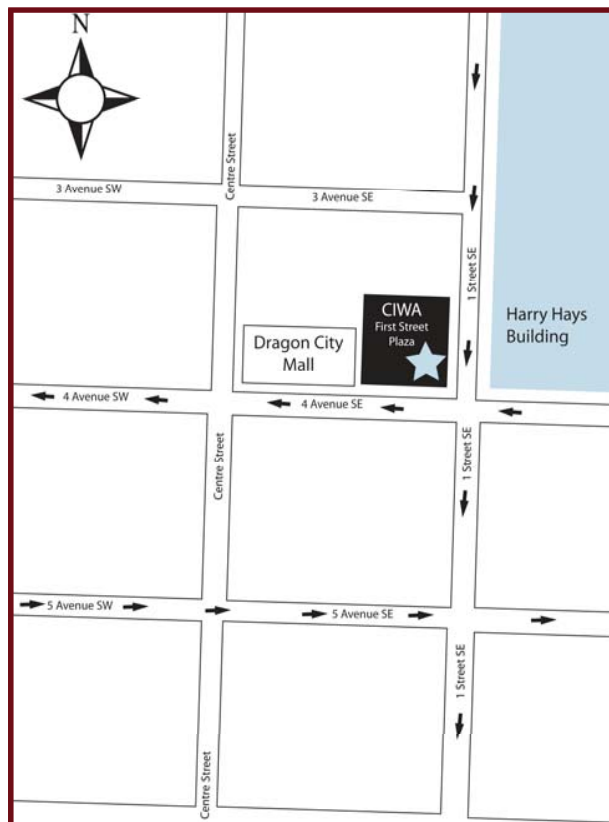 N
Centre Street
3 Avenue SW
3 Avenue SE
1 Street SE
CIWA
First Street
Plaza
Harry Hays
Building
Dragon City
Mall
4 Avenue SW
4 Avenue SE
Centre Street
1 Street SE
5 Avenue SW
5 Avenue SE
1 Street SE
Centre Street